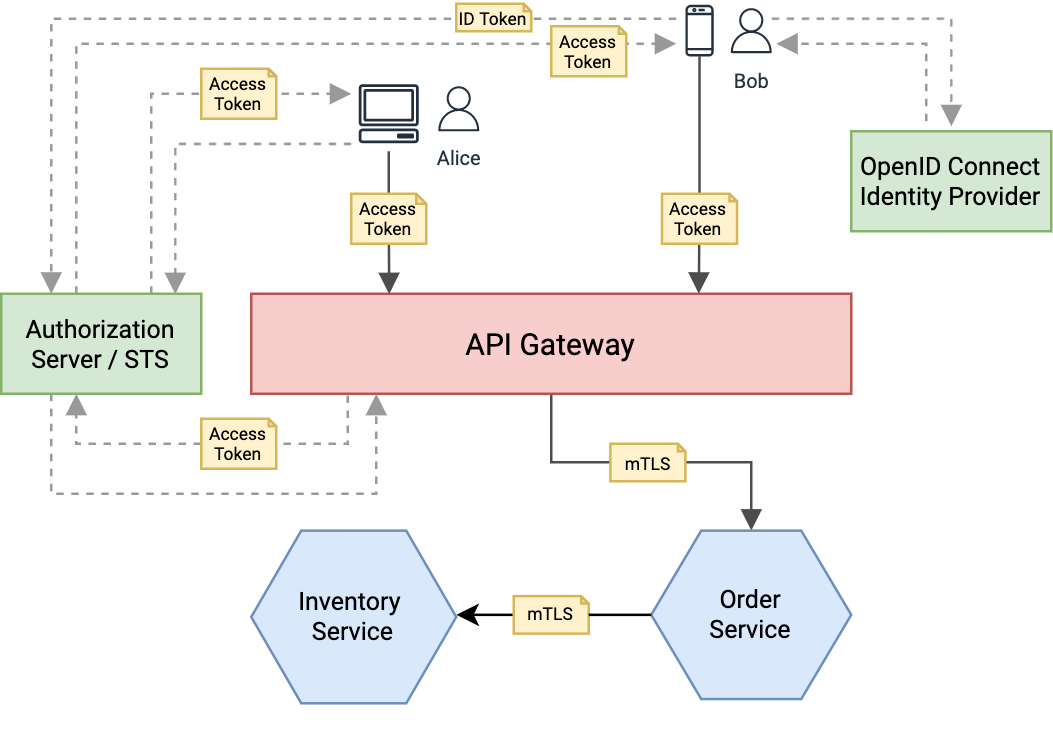 ID Token
Access
Token
Bob
Access
Token
Alice
OpenID Connect
Identity Provider
Access
Token
Access
Token
Authorization
Server / STS
API Gateway
Access
Token
mTLS
Inventory
Service
mTLS
Order
Service